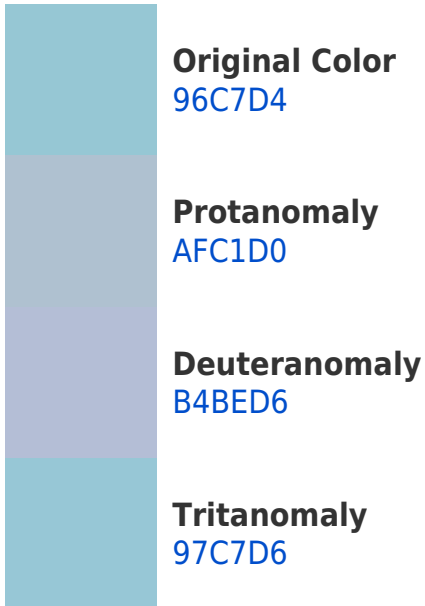 Original Color
96C7D4
Protanomaly
AFC1D0
Deuteranomaly
B4BED6
Tritanomaly
97C7D6